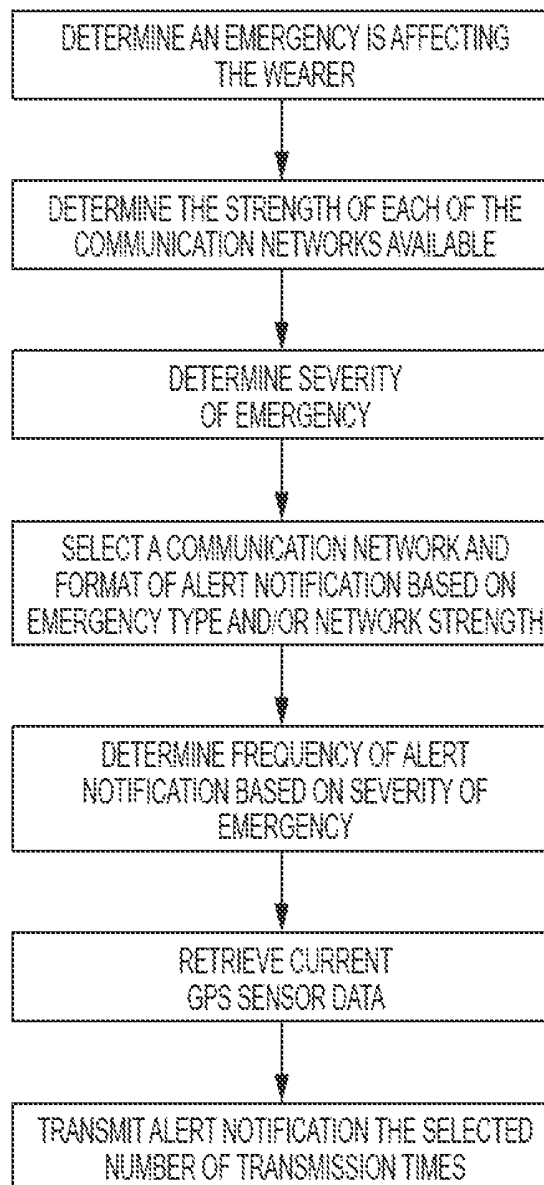 DETERMINE AN EMERGENCY IS AFFECTING
THE WEARER
DETERMINE THE STRENGTH OF EACH OF THE
COMMUNICATION NETWORKS AVAILABLE
DETERMINE SEVERITY
OF EMERGENCY
SELECT A COMMUNICATION NETWORK AND
FORMAT OF ALERT NOTIFICATION BASED ON
EMERGENCY TYPE AND/OR NETWORK STRENGTH
DETERMINE FREQUENCY OF ALERT
NOTIFICATION BASED ON SEVERITY OF
EMERGENCY
RETRIEVE CURRENT
GPS SENSOR DATA
TRANSMIT ALERT NOTIFICATION THE SELECTED
NUMBER OF TRANSMISSION TIMES